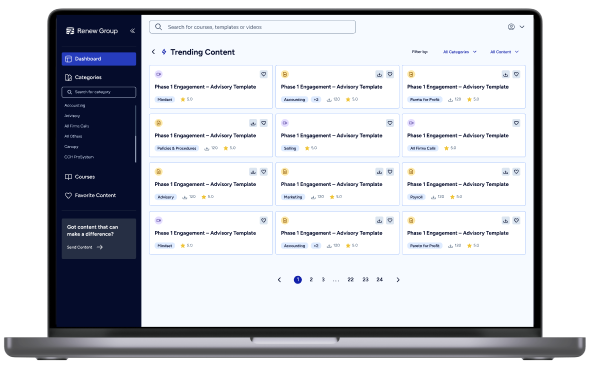 Renew Group
Search for courses, templates or videos
Dashboard
Trending Content
Filter by:
All Categories
All Content
Categories
Search for category
Accounting
Advisory
All Firms Calls
All Others
Canopy
CCH ProSystem
Courses
Favorite Content
Got content that can
make a difference?
Send Content
Phase 1 Engagement – Advisory Template
Mindset 5.0
Phase 1 Engagement – Advisory Template
Accounting +2 120 5.0
Phase 1 Engagement – Advisory Template
Pareto for Profit 120 5.0
Phase 1 Engagement – Advisory Template
Policies & Procedures 120 5.0
Phase 1 Engagement – Advisory Template
Selling 5.0
Phase 1 Engagement – Advisory Template
All Firms Calls 5.0
Phase 1 Engagement – Advisory Template
Advisory 120 5.0
Phase 1 Engagement – Advisory Template
Marketing 120 5.0
Phase 1 Engagement – Advisory Template
Payroll 120 5.0
Phase 1 Engagement – Advisory Template
Mindset 5.0
Phase 1 Engagement – Advisory Template
Accounting +2 120 5.0
Phase 1 Engagement – Advisory Template
Pareto for Profit 120 5.0
1 2 3 ... 22 23 24